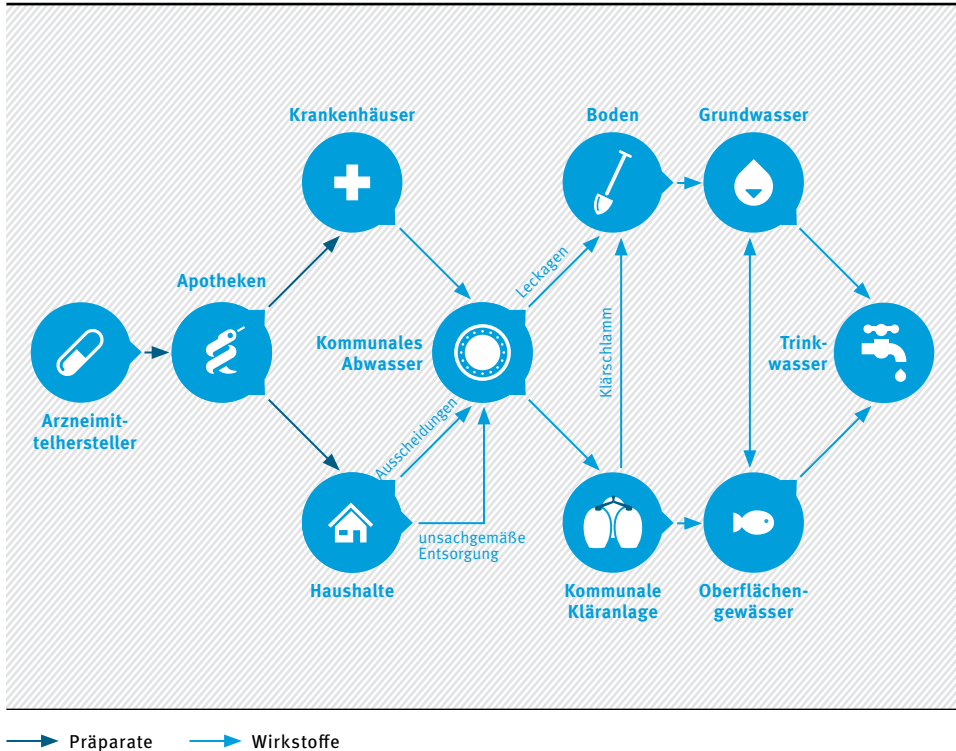 Krankenhäuser
Boden
Grundwasser
Leckagen
Apotheken
Kommunales
Abwasser
Klärschlamm
Trink-
wasser
Arzneimit-
telhersteller
Ausscheidungen
unsachgemäße
Entsorgung
Haushalte
Kommunale
Kläranlage
Oberflächen-
gewässer
Präparate
Wirkstoffe